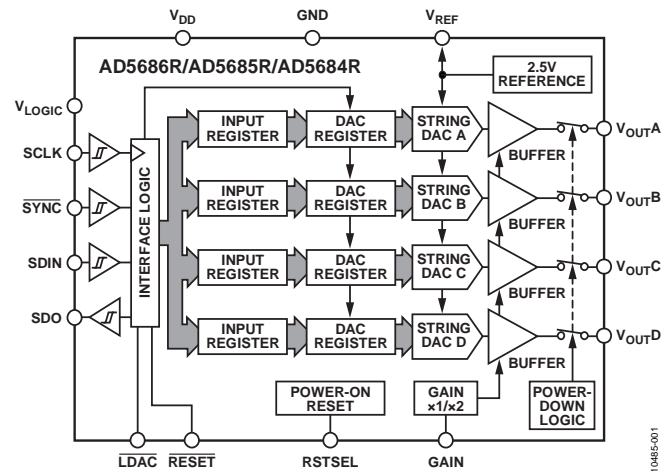 VDD
GND
VREF
AD5686R/AD5685R/AD5684R
2.5V
REFERENCE
VLOGIC
SCLK
SYNC
SDIN
SDO
INTERFACE LOGIC
INPUT
REGISTER
DAC
REGISTER
STRING
DAC A
BUFFER
VOUTA
INPUT
REGISTER
DAC
REGISTER
STRING
DAC B
BUFFER
VOUTB
INPUT
REGISTER
DAC
REGISTER
STRING
DAC C
BUFFER
VOUTC
INPUT
REGISTER
DAC
REGISTER
STRING
DAC D
BUFFER
VOUTD
POWER-ON
RESET
GAIN
×1/×2
POWER-
DOWN
LOGIC
LDAC
RESET
RSTSEL
GAIN
10485-001